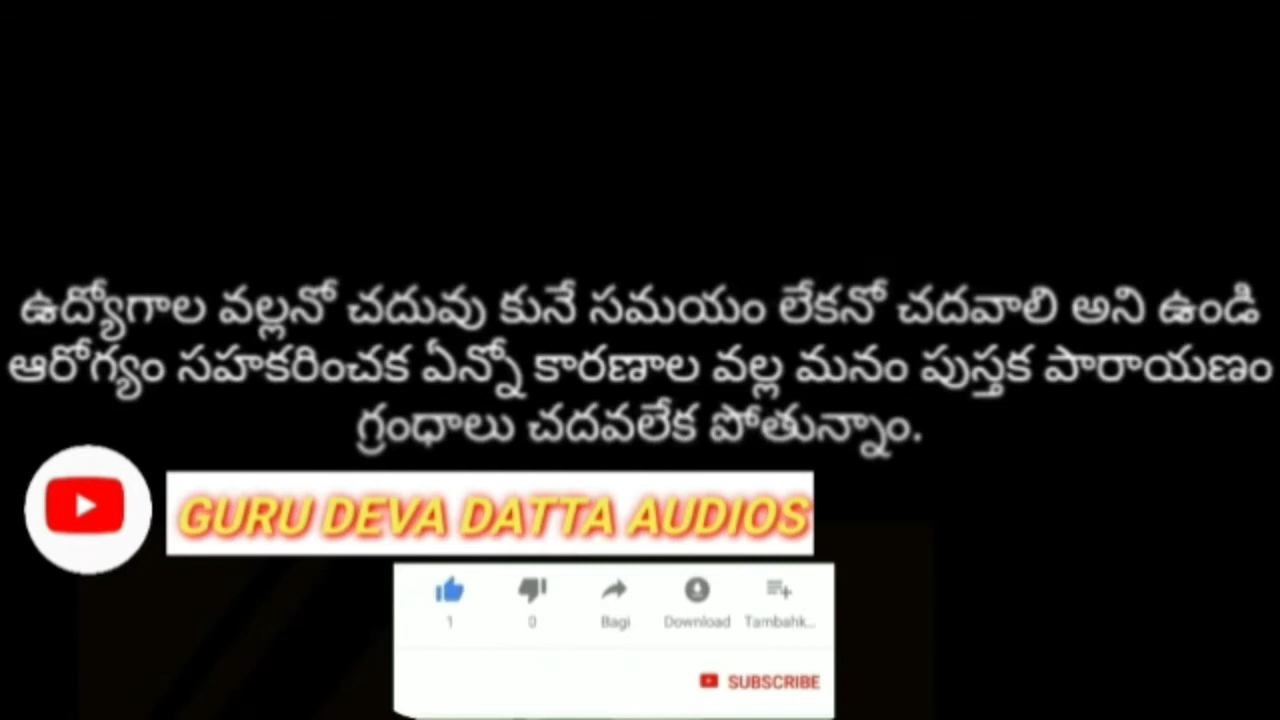 ఉద్యోగాల వల్లనో చదువు కునే సమయం లేకనో చదవాలి అని ఉండి
ఆరోగ్యం సహకరించక ఏన్నో కారణాల వల్ల మనం పుస్తక పారాయణం
గ్రంధాలు చదవలేక పోతున్నాం.
GURU DEVA DATTA AUDIOS
1 0 Bagi Download Tambahk...
SUBSCRIBE